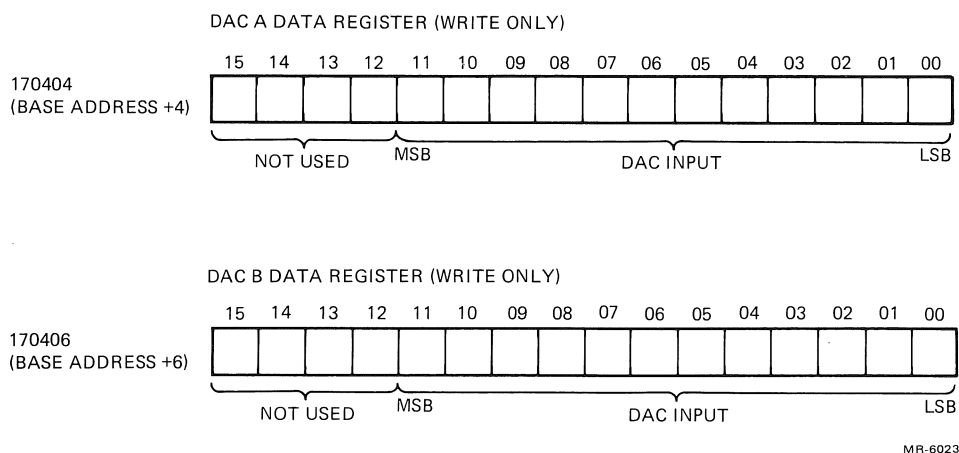 DAC A DATA REGISTER (WRITE ONLY)
15 14 13 12 11 10 09 08 07 06 05 04 03 02 01 00
170404
(BASE ADDRESS +4)
NOT USED MSB DAC INPUT LSB
DAC B DATA REGISTER (WRITE ONLY)
15 14 13 12 11 10 09 08 07 06 05 04 03 02 01 00
170406
(BASE ADDRESS +6)
NOT USED MSB DAC INPUT LSB
MR-6023